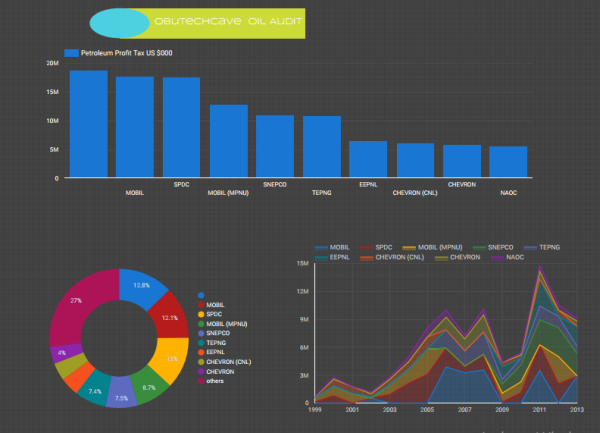 OBUTECHCAVE OIL AUDIT
Petroleum Profit Tax US $000
20M
15M
10M
5M
0
MOBIL
SPDC
MOBIL (MPNU)
SNEPCO
TEPNG
EEPNL
CHEVRON (CNL)
CHEVRON
NAOC
12.8%
12.1%
12%
8.7%
7.5%
7.4%
4%
27%
MOBIL
SPDC
MOBIL (MPNU)
SNEPCO
TEPNG
EEPNL
CHEVRON (CNL)
CHEVRON
others
MOBIL SPDC MOBIL (MPNU) SNEPCO TEPNG
EEPNL CHEVRON (CNL) CHEVRON NAOC
15M
12M
9M
6M
3M
0
1999 2001 2003 2005 2007 2009 2011 2013